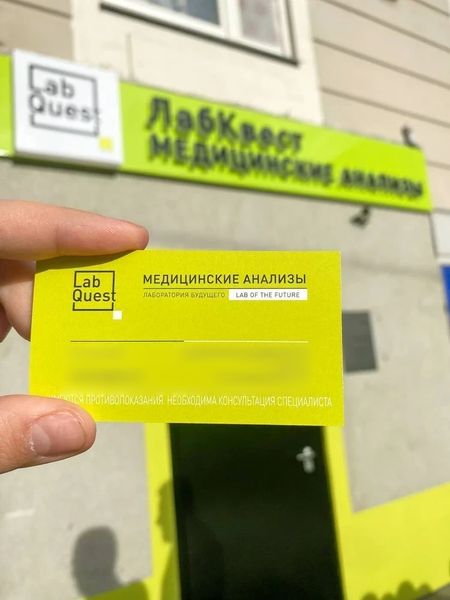 Lab
Quest
ЛабКвест
МЕДИЦИНСКИЕ АНАЛИЗЫ
Lab
Quest
МЕДИЦИНСКИЕ АНАЛИЗЫ
ЛАБОРАТОРИЯ БУДУЩЕГО LAB OF THE FUTURE
ПРОТИВОПОКАЗАНИЯ. НЕОБХОДИМА КОНСУЛЬТАЦИЯ СПЕЦИАЛИСТА